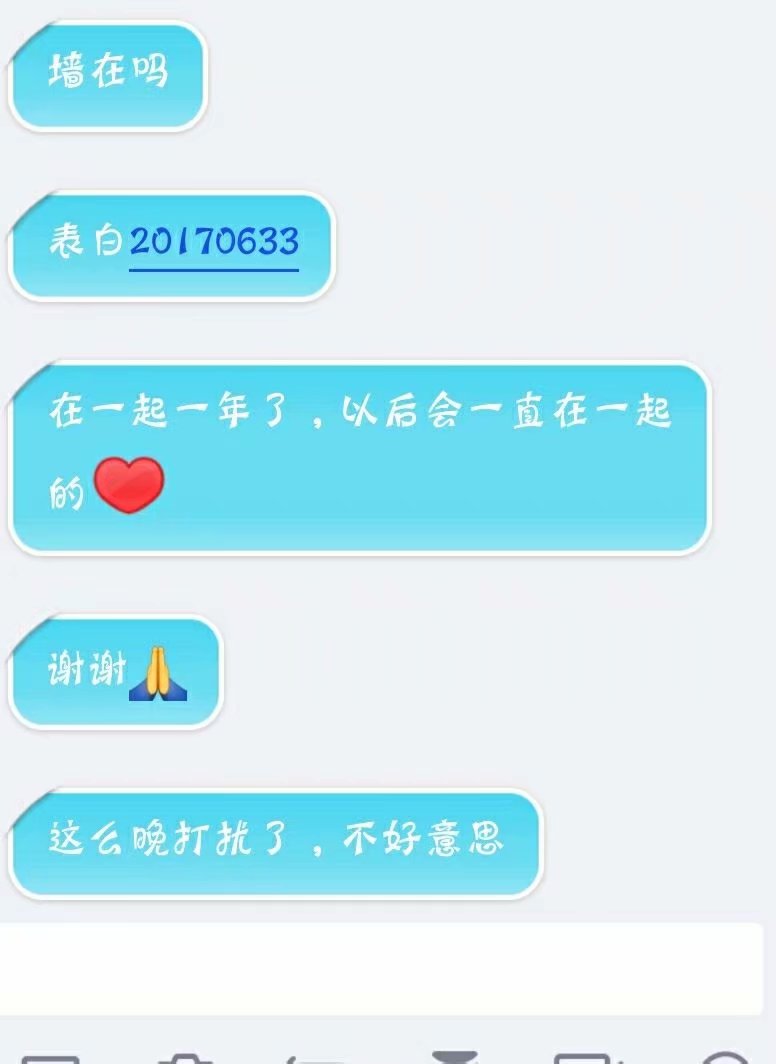 墙在吗
表白20170633
在一起一年了，以后会一直在一起
的❤️
谢谢🙏
这么晚打扰了，不好意思